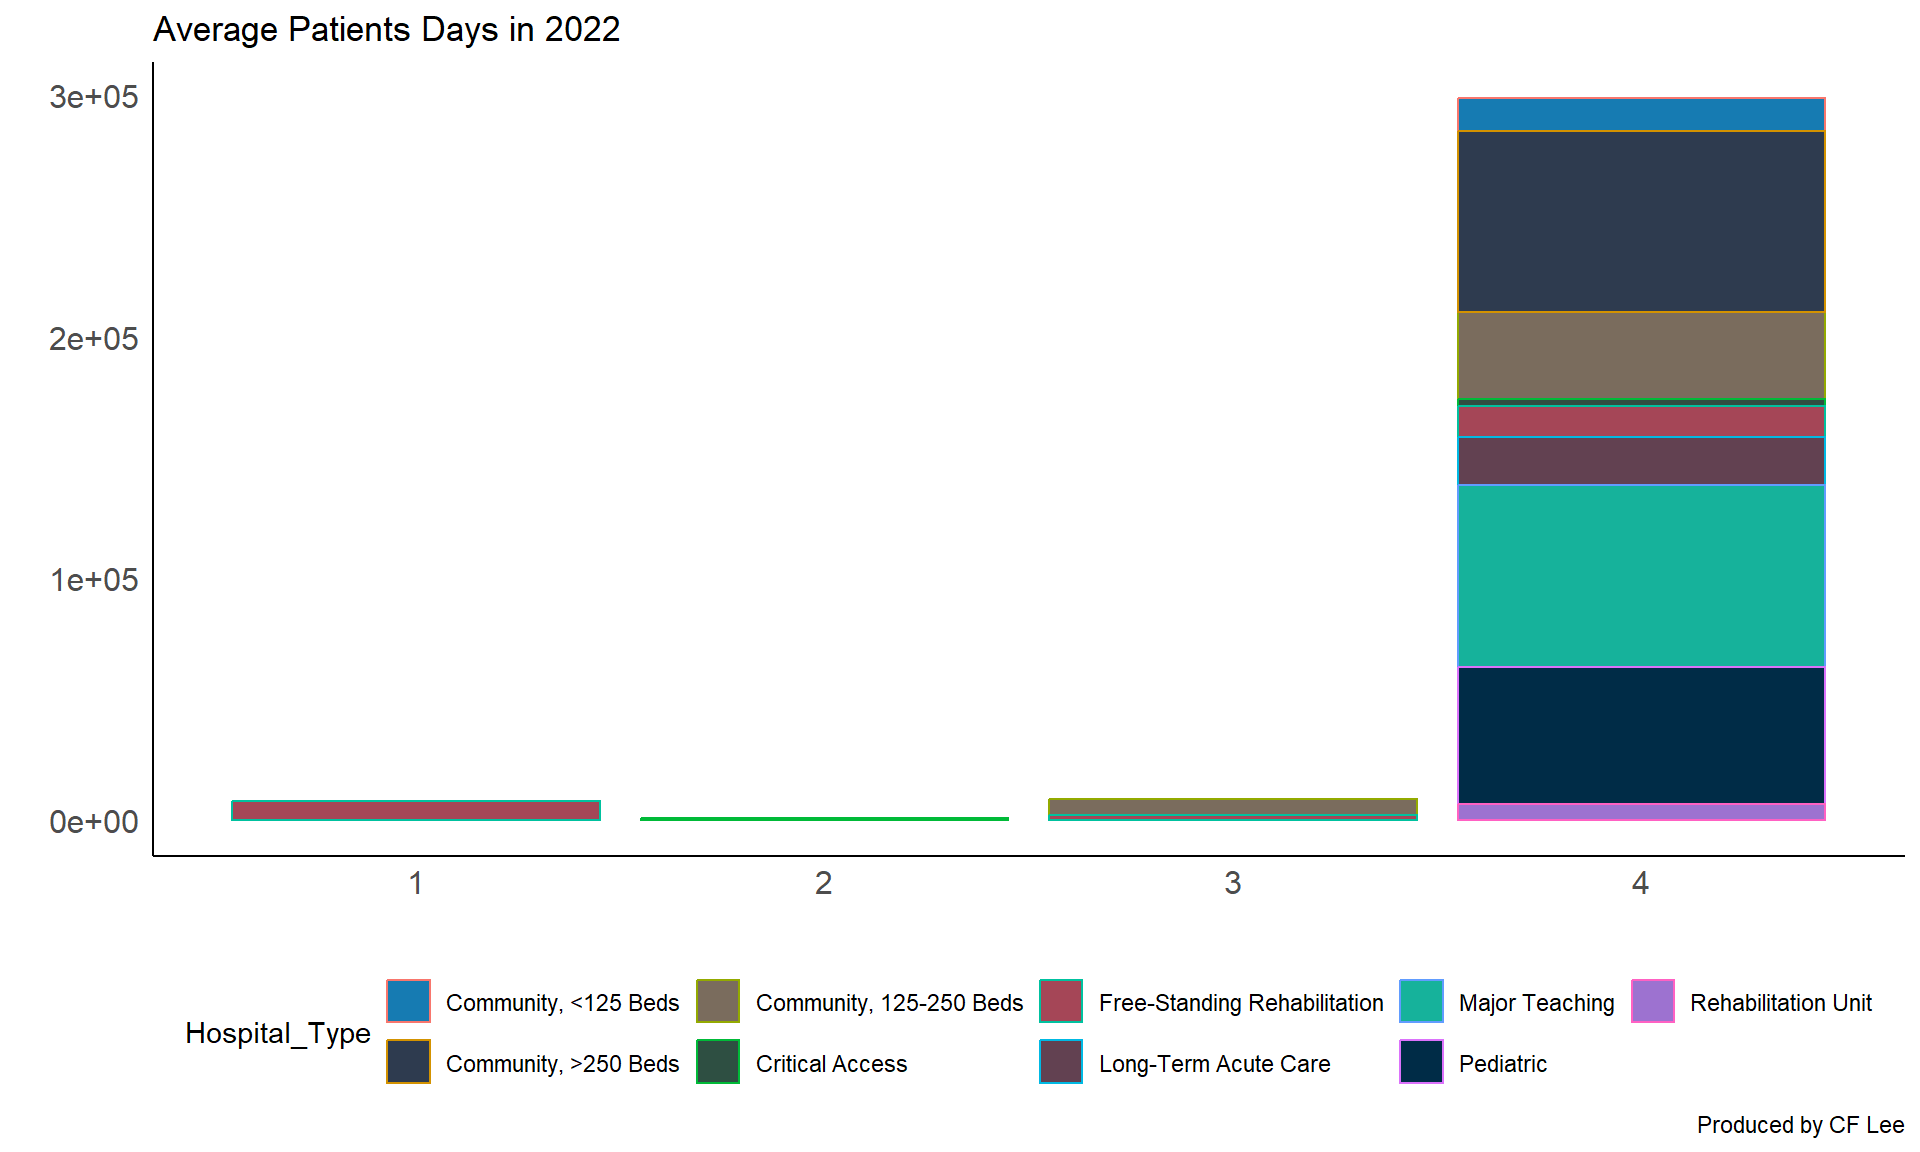 Average Patients Days in 2022
3e+05
2e+05
1e+05
0e+00
1 2 3 4
Hospital_Type
Community, <125 Beds Community, 125-250 Beds Free-Standing Rehabilitation Major Teaching Rehabilitation Unit
Community, >250 Beds Critical Access Long-Term Acute Care Pediatric
Produced by CF Lee